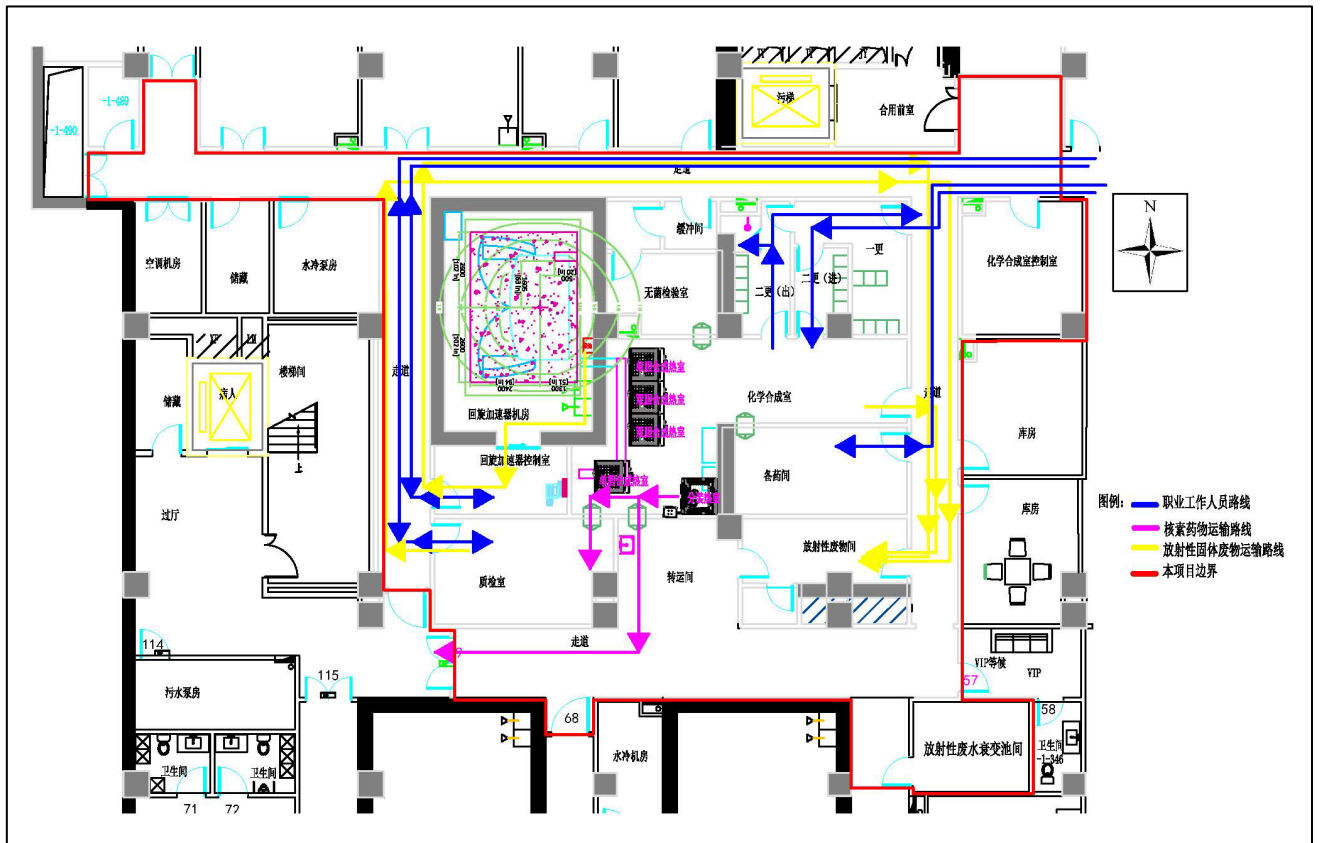 -1-480
-1-490
污梯
合用前室
走道
N
缓冲间
一更
空调机房
储藏
水冷泵房
无菌检验室
二更（出）
二更（进）
化学合成室控制室
楼梯间
走道
储藏
病人
上
回旋加速器机房
化学合成室
走道
库房
回旋加速器控制室
各药间
过厅
库房
图例：
职业工作人员路线
核素药物运输路线
放射性固体废物运输路线
本项目边界
质检室
转运间
放射性废物间
走道
114
115
VIP等候
VIP
57
58
68
污水泵房
水冷机房
放射性废水衰变池间
卫生间
-1-346
卫生间
卫生间
71
72